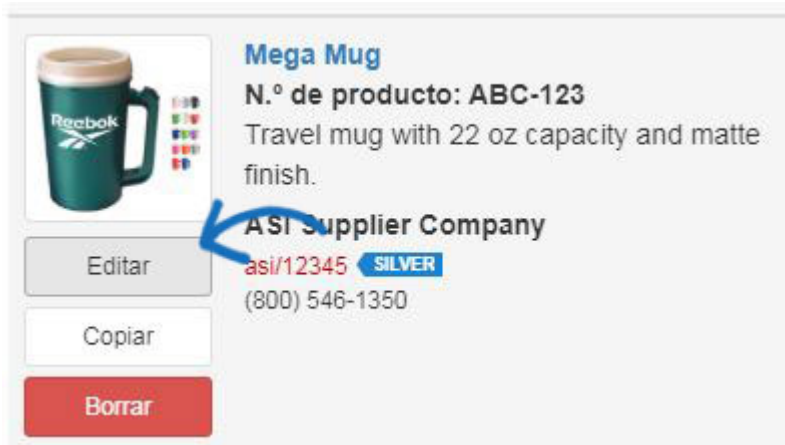 Reebok
Mega Mug
N.º de producto: ABC-123
Travel mug with 22 oz capacity and matte
finish.
ASI Supplier Company
asi/12345 SILVER
(800) 546-1350
Editar
Copiar
Borrar